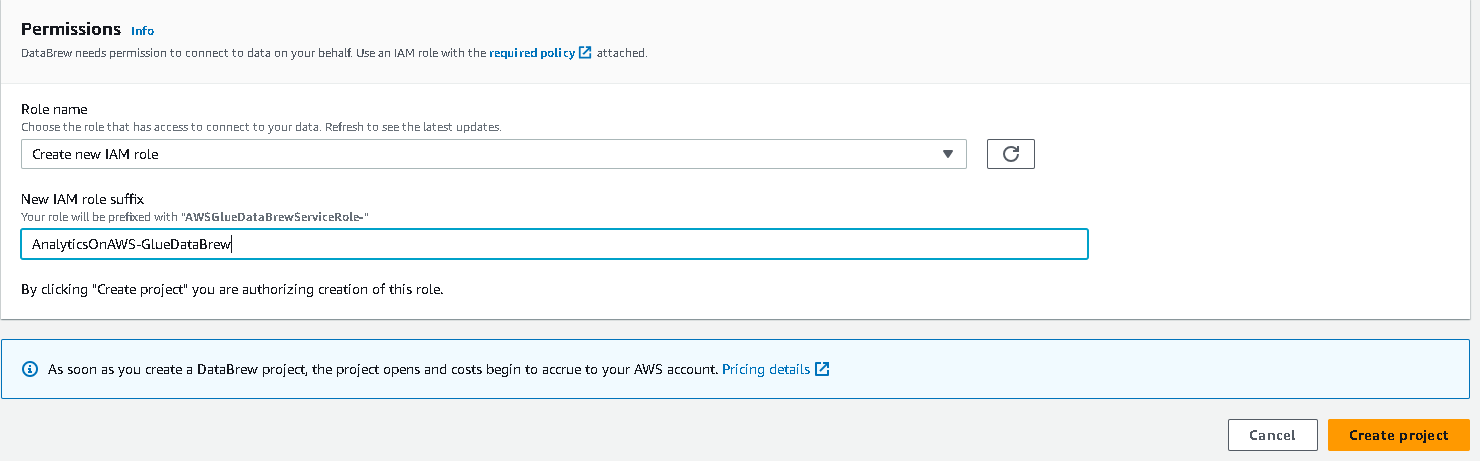 Permissions Info
DataBrew needs permission to connect to data on your behalf. Use an IAM role with the required policy attached.
Role name
Choose the role that has access to connect to your data. Refresh to see the latest updates.
Create new IAM role
New IAM role suffix
Your role will be prefixed with "AWSGlueDataBrewServiceRole-"
AnalyticsOnAWS-GlueDataBrew
By clicking "Create project" you are authorizing creation of this role.
As soon as you create a DataBrew project, the project opens and costs begin to accrue to your AWS account. Pricing details
Cancel Create project